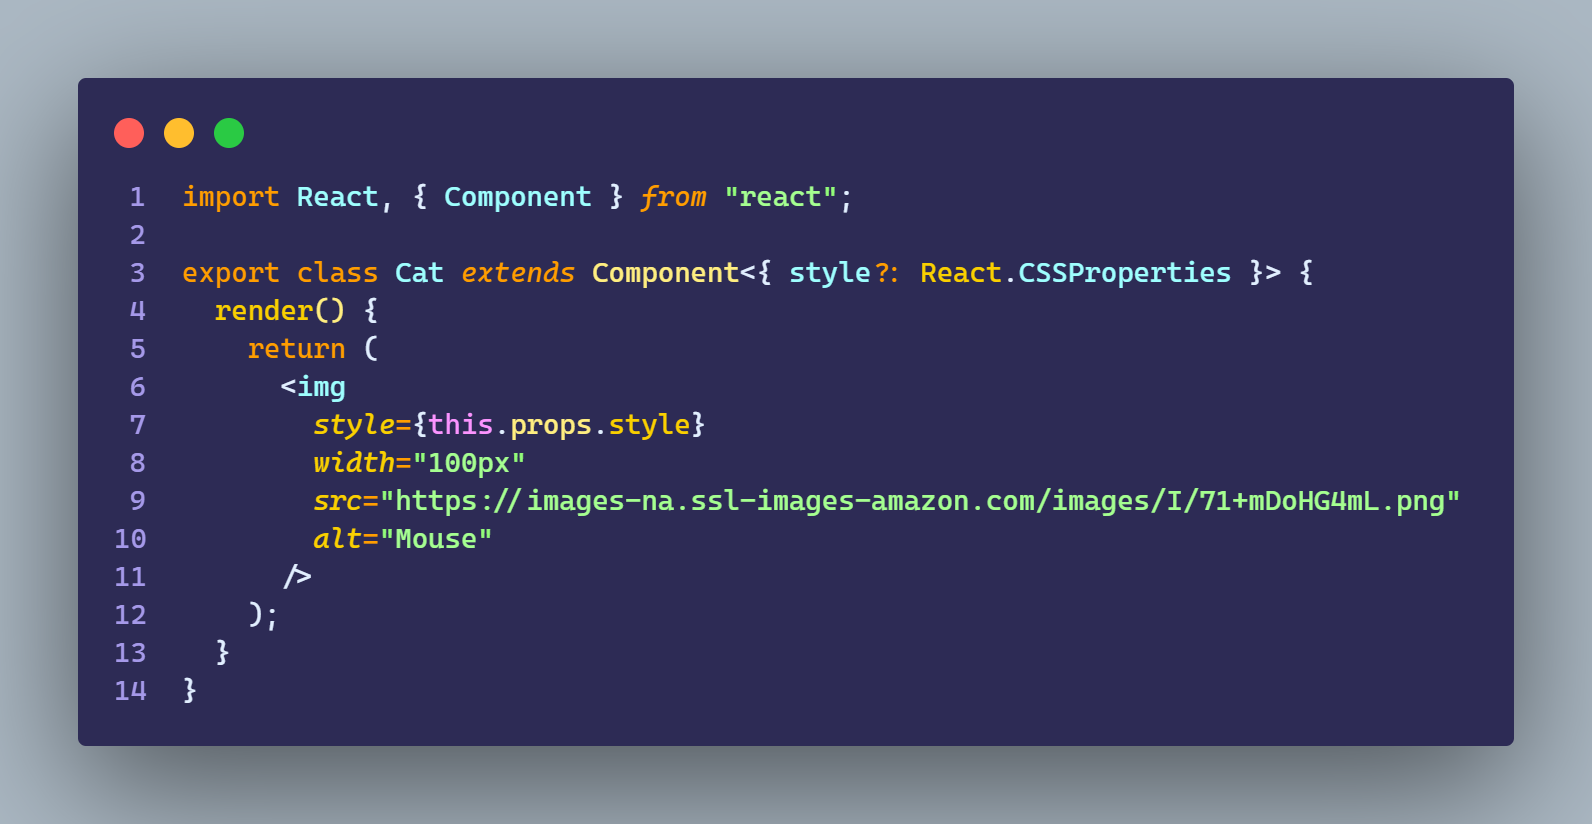 1 import React, { Component } from "react";
2
3 export class Cat extends Component<{ style?: React.CSSProperties }> {
4   render() {
5     return (
6       <img
7         style={this.props.style}
8         width="100px"
9         src="https://images-na.ssl-images-amazon.com/images/I/71+mDoHG4mL.png"
10         alt="Mouse"
11       />
12     );
13   }
14 }